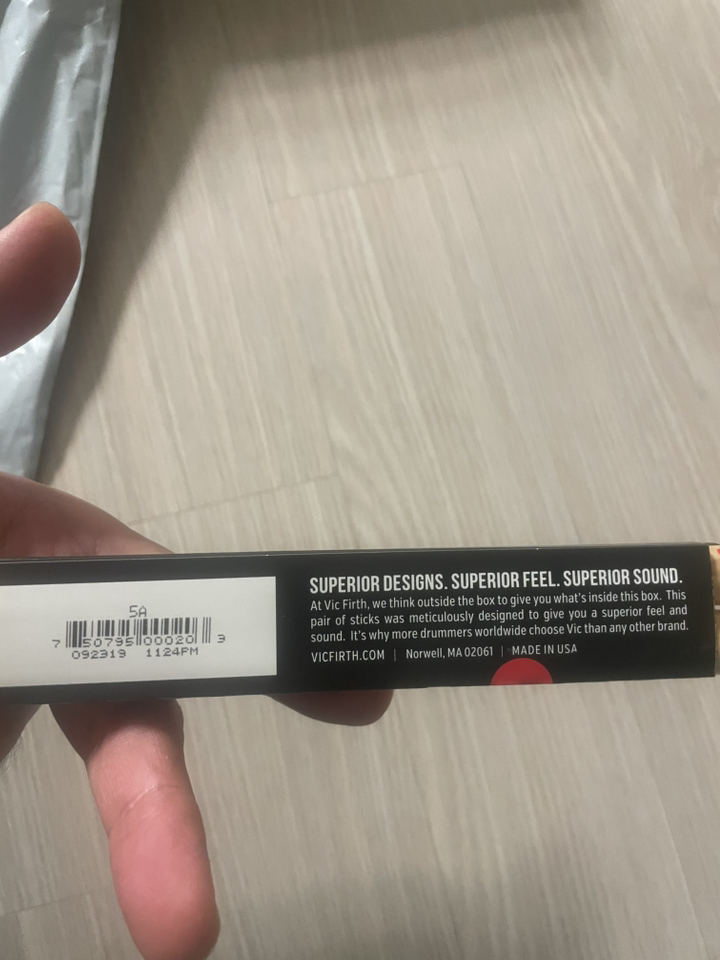 5A
7 50795 00020 3
092319 1124PM
SUPERIOR DESIGNS. SUPERIOR FEEL. SUPERIOR SOUND.
At Vic Firth, we think outside the box to give you what's inside this box. This
pair of sticks was meticulously designed to give you a superior feel and
sound. It's why more drummers worldwide choose Vic than any other brand.
VICFIRTH.COM | Norwell, MA 02061 | MADE IN USA